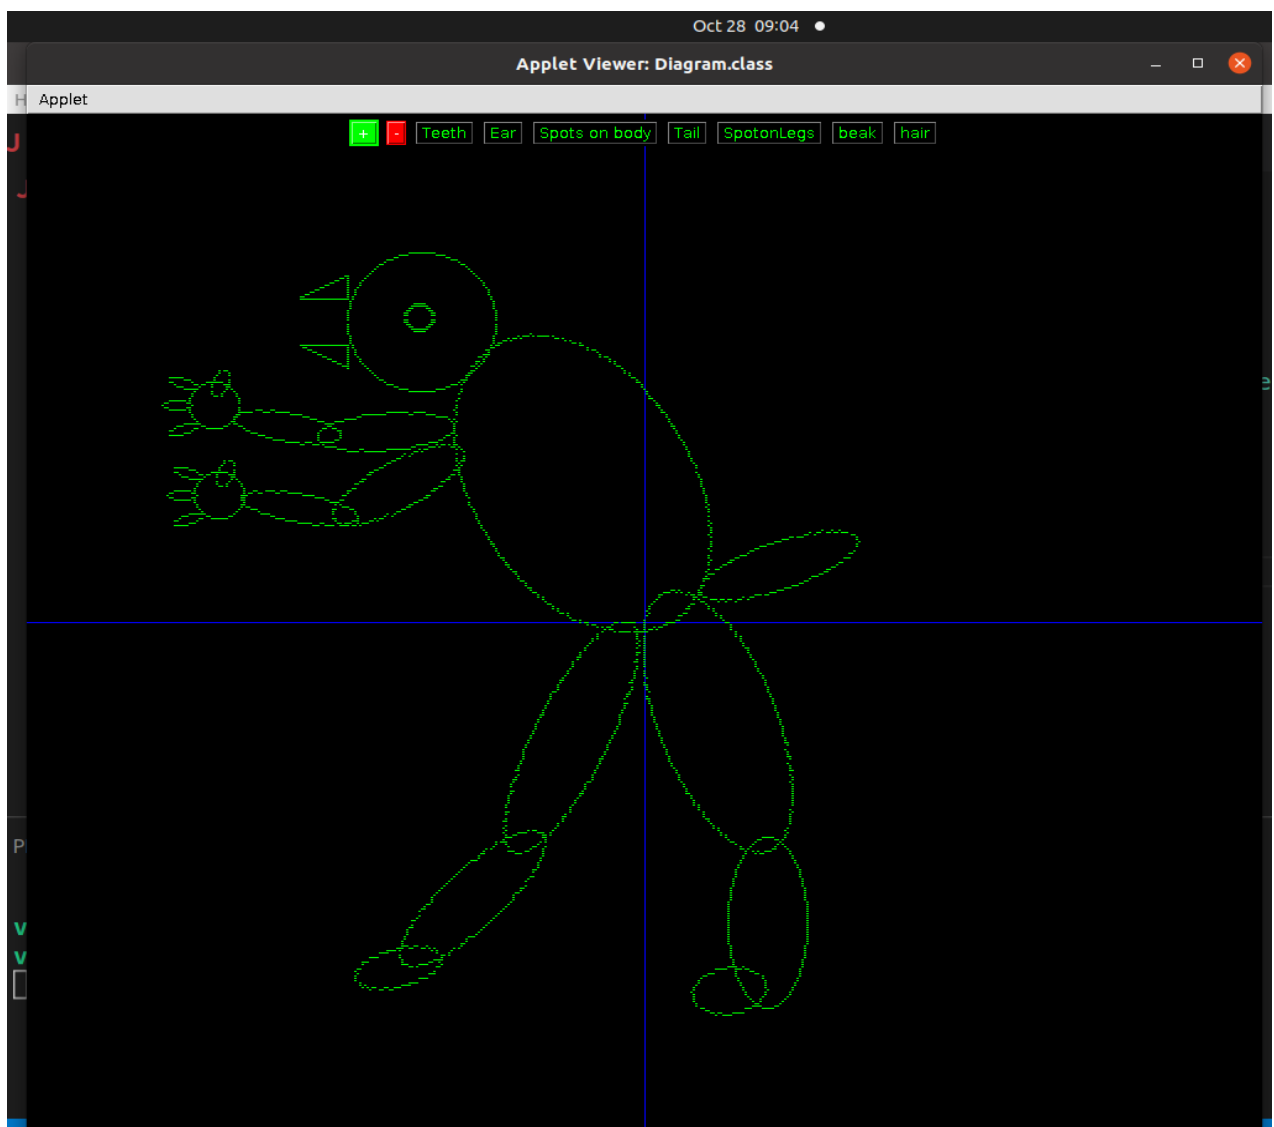 Oct 28 09:04
Applet Viewer: Diagram.class
H
Applet
+ - Teeth Ear Spots on body Tail SpotonLegs beak hair
J
J
e
P
v
v